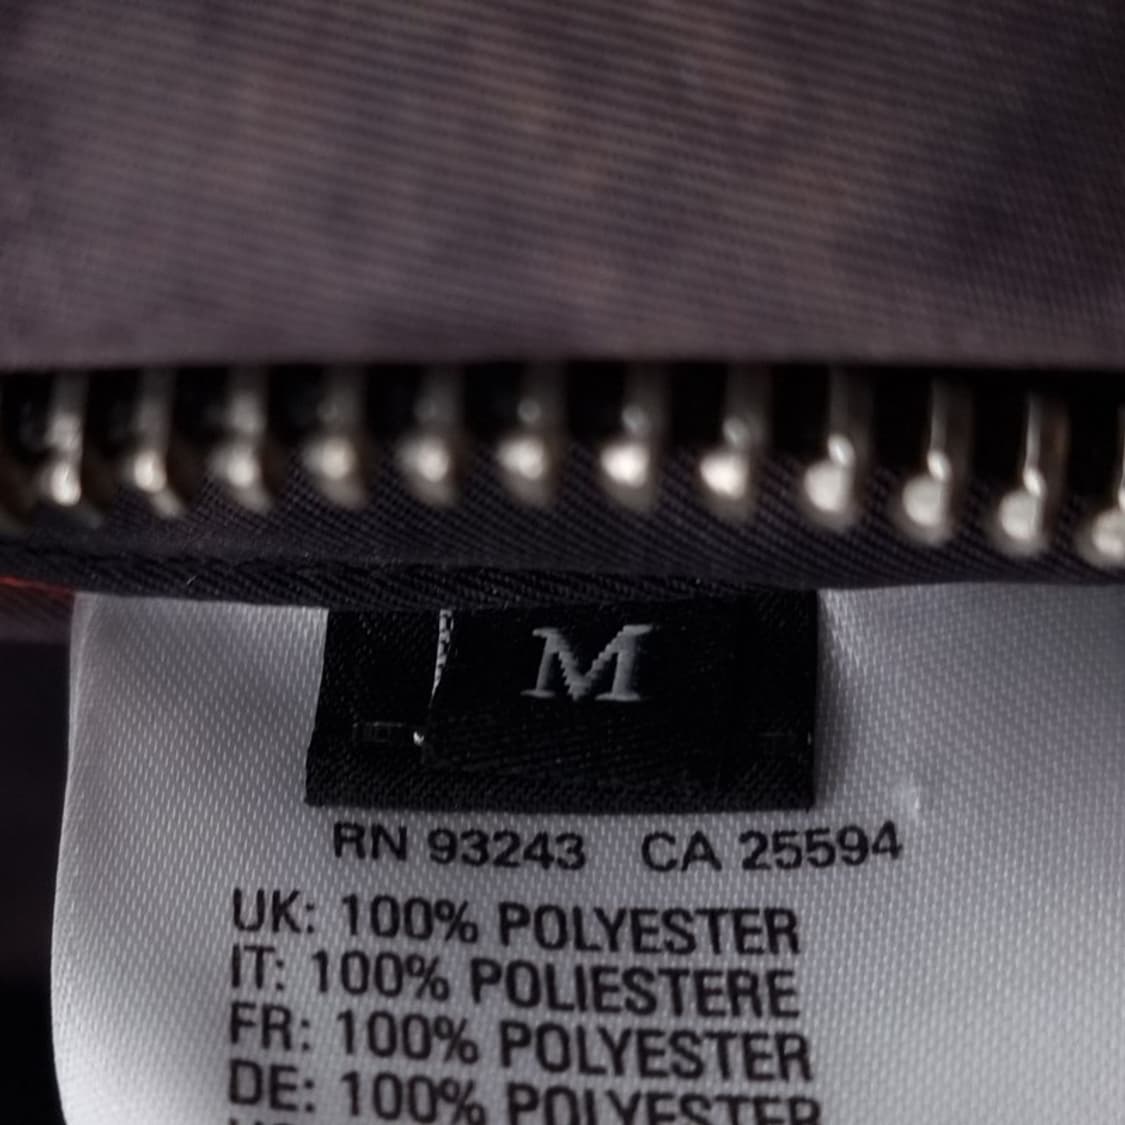 M
RN 93243 CA 25594
UK: 100% POLYESTER
IT: 100% POLIESTERE
FR: 100% POLYESTER
DE: 100% POLYESTER